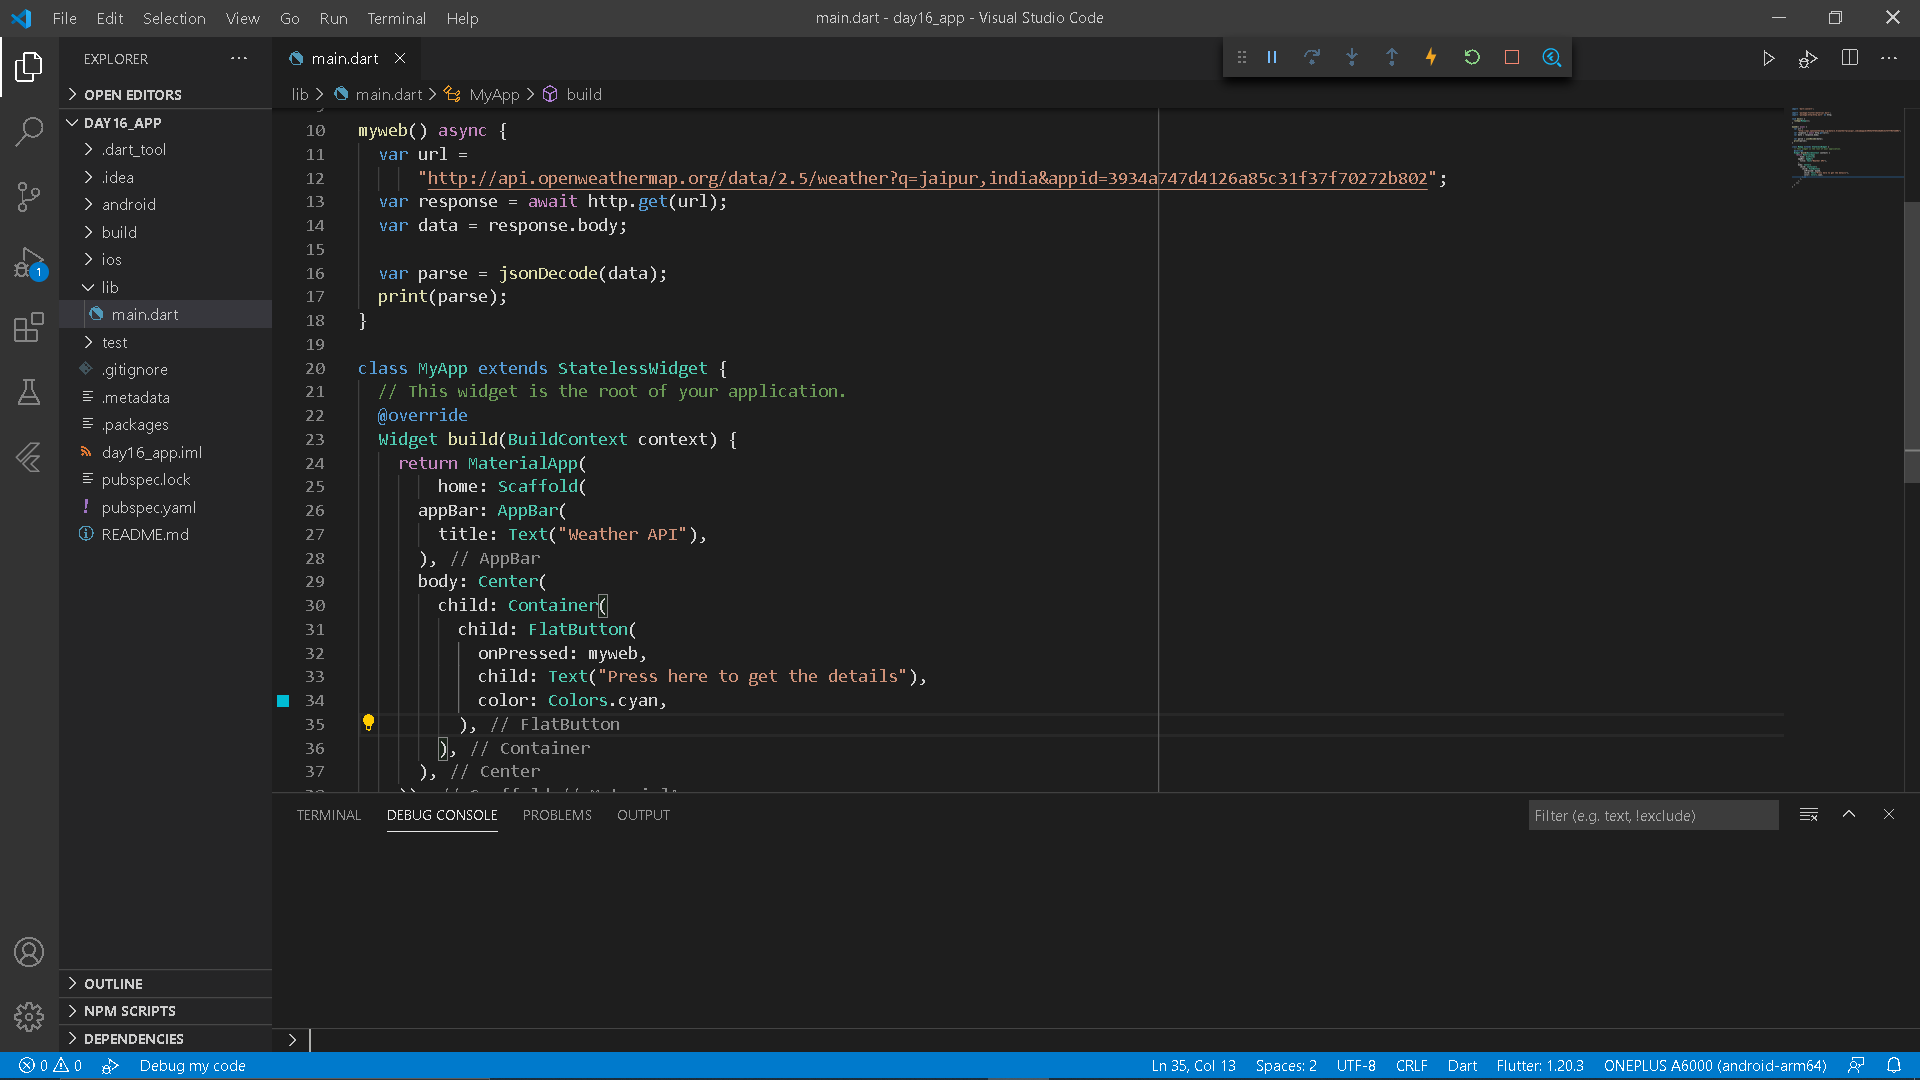 File Edit Selection View Go Run Terminal Help
main.dart - day16_app - Visual Studio Code
EXPLORER
main.dart
OPEN EDITORS
lib > main.dart > MyApp > build
DAY16_APP
.dart_tool
.idea
android
build
ios
lib
main.dart
test
.gitignore
.metadata
.packages
day16_app.iml
pubspec.lock
! pubspec.yaml
README.md
10 myweb() async {
11 var url =
12 "http://api.openweathermap.org/data/2.5/weather?q=jaipur,india&appid=3934a747d4126a85c31f37f70272b802";
13 var response = await http.get(url);
14 var data = response.body;
15
16 var parse = jsonDecode(data);
17 print(parse);
18 }
19
20 class MyApp extends StatelessWidget {
21 // This widget is the root of your application.
22 @override
23 Widget build(BuildContext context) {
24 return MaterialApp(
25 home: Scaffold(
26 appBar: AppBar(
27 title: Text("Weather API"),
28 ), // AppBar
29 body: Center(
30 child: Container(
31 child: FlatButton(
32 onPressed: myweb,
33 child: Text("Press here to get the details"),
34 color: Colors.cyan,
35 ), // FlatButton
36 ), // Container
37 ), // Center
TERMINAL DEBUG CONSOLE PROBLEMS OUTPUT
Filter (e.g. text, !exclude)
1
OUTLINE
NPM SCRIPTS
DEPENDENCIES
>
0 0 Debug my code
Ln 35, Col 13 Spaces: 2 UTF-8 CRLF Dart Flutter: 1.20.3 ONEPLUS A6000 (android-arm64)